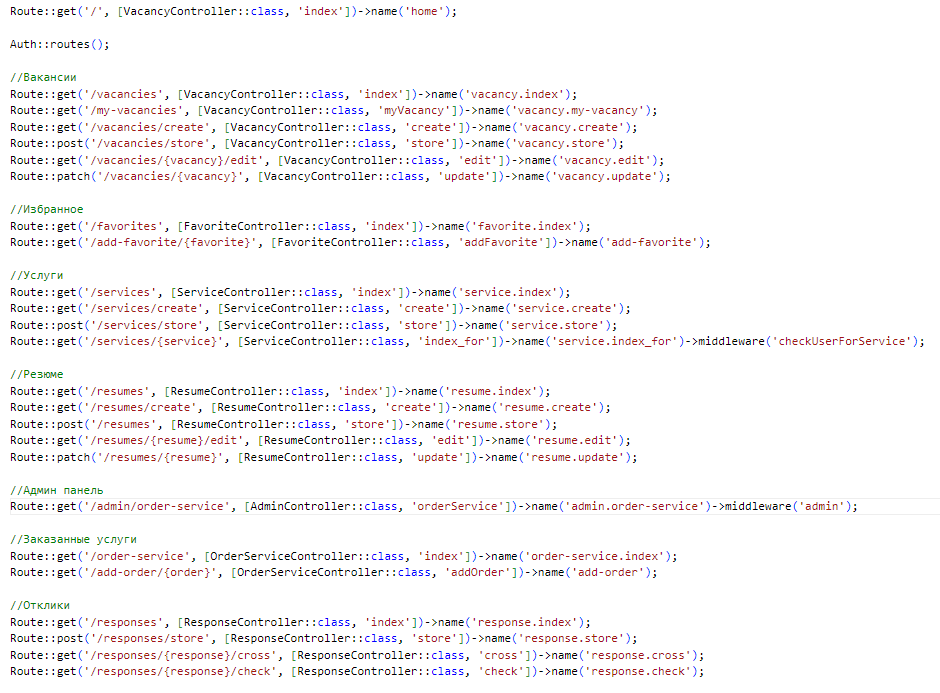 Route::get('/', [VacancyController::class, 'index'])->name('home');
Auth::routes();
//Вакансии
Route::get('/vacancies', [VacancyController::class, 'index'])->name('vacancy.index');
Route::get('/my-vacancies', [VacancyController::class, 'myVacancy'])->name('vacancy.my-vacancy');
Route::get('/vacancies/create', [VacancyController::class, 'create'])->name('vacancy.create');
Route::post('/vacancies/store', [VacancyController::class, 'store'])->name('vacancy.store');
Route::get('/vacancies/{vacancy}/edit', [VacancyController::class, 'edit'])->name('vacancy.edit');
Route::patch('/vacancies/{vacancy}', [VacancyController::class, 'update'])->name('vacancy.update');
//Избранное
Route::get('/favorites', [FavoriteController::class, 'index'])->name('favorite.index');
Route::get('/add-favorite/{favorite}', [FavoriteController::class, 'addFavorite'])->name('add-favorite');
//Услуги
Route::get('/services', [ServiceController::class, 'index'])->name('service.index');
Route::get('/services/create', [ServiceController::class, 'create'])->name('service.create');
Route::post('/services/store', [ServiceController::class, 'store'])->name('service.store');
Route::get('/services/{service}', [ServiceController::class, 'index_for'])->name('service.index_for')->middleware('checkUserForService');
//Резюме
Route::get('/resumes', [ResumeController::class, 'index'])->name('resume.index');
Route::get('/resumes/create', [ResumeController::class, 'create'])->name('resume.create');
Route::post('/resumes', [ResumeController::class, 'store'])->name('resume.store');
Route::get('/resumes/{resume}/edit', [ResumeController::class, 'edit'])->name('resume.edit');
Route::patch('/resumes/{resume}', [ResumeController::class, 'update'])->name('resume.update');
//Админ панель
Route::get('/admin/order-service', [AdminController::class, 'orderService'])->name('admin.order-service')->middleware('admin');
//Заказанные услуги
Route::get('/order-service', [OrderServiceController::class, 'index'])->name('order-service.index');
Route::get('/add-order/{order}', [OrderServiceController::class, 'addOrder'])->name('add-order');
//Отклики
Route::get('/responses', [ResponseController::class, 'index'])->name('response.index');
Route::post('/responses/store', [ResponseController::class, 'store'])->name('response.store');
Route::get('/responses/{response}/cross', [ResponseController::class, 'cross'])->name('response.cross');
Route::get('/responses/{response}/check', [ResponseController::class, 'check'])->name('response.check');